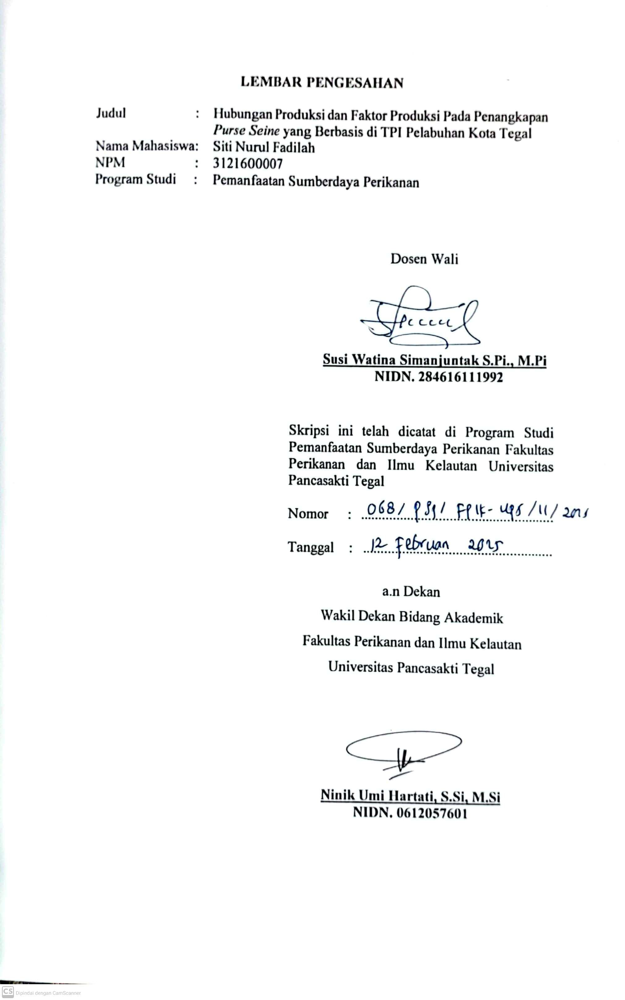 LEMBAR PENGESAHAN
Judul : Hubungan Produksi dan Faktor Produksi Pada Penangkapan
Purse Seine yang Berbasis di TPI Pelabuhan Kota Tegal
Nama Mahasiswa: Siti Nurul Fadilah
NPM : 3121600007
Program Studi : Pemanfaatan Sumberdaya Perikanan
Dosen Wali
Susi Watina Simanjuntak S.Pi., M.Pi
NIDN. 284616111992
Skripsi ini telah dicatat di Program Studi
Pemanfaatan Sumberdaya Perikanan Fakultas
Perikanan dan Ilmu Kelautan Universitas
Pancasakti Tegal
Nomor : 068/ / FPIK-UPS/II/2025
Tanggal : 12 Februari 2025
a.n Dekan
Wakil Dekan Bidang Akademik
Fakultas Perikanan dan Ilmu Kelautan
Universitas Pancasakti Tegal
Ninik Umi Hartati, S.Si, M.Si
NIDN. 0612057601
CS Dipindai dengan CamScanner